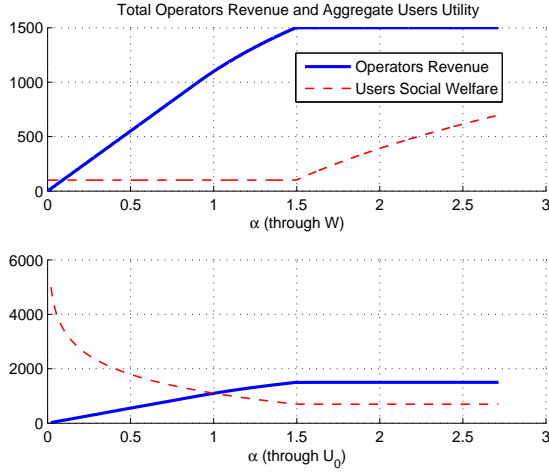 Total Operators Revenue and Aggregate Users Utility
1500
1000
500
0
Operators Revenue
Users Social Welfare
0 0.5 1 1.5 2 2.5 3
α (through W)
6000
4000
2000
0
0 0.5 1 1.5 2 2.5 3
α (through U₀)